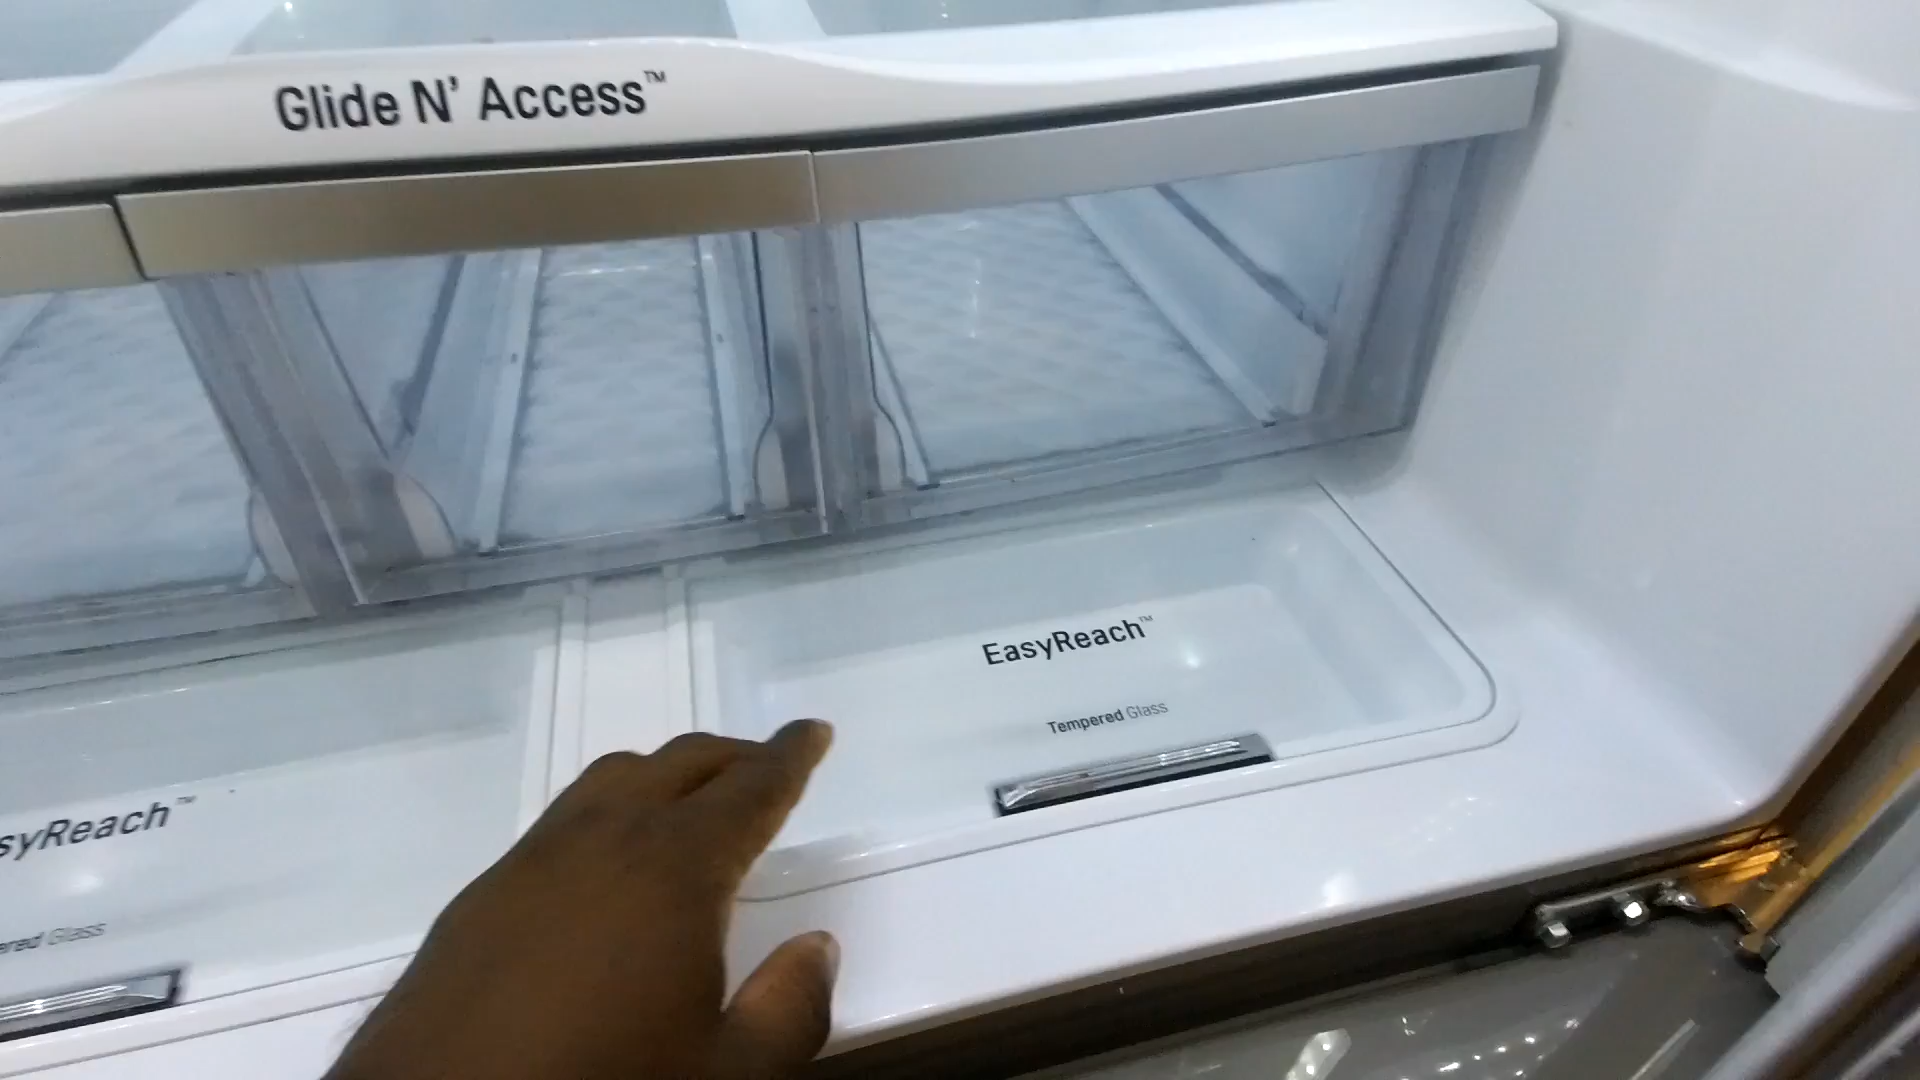 Glide N' Access™
EasyReach™
Tempered Glass
syReach™
ered Glass